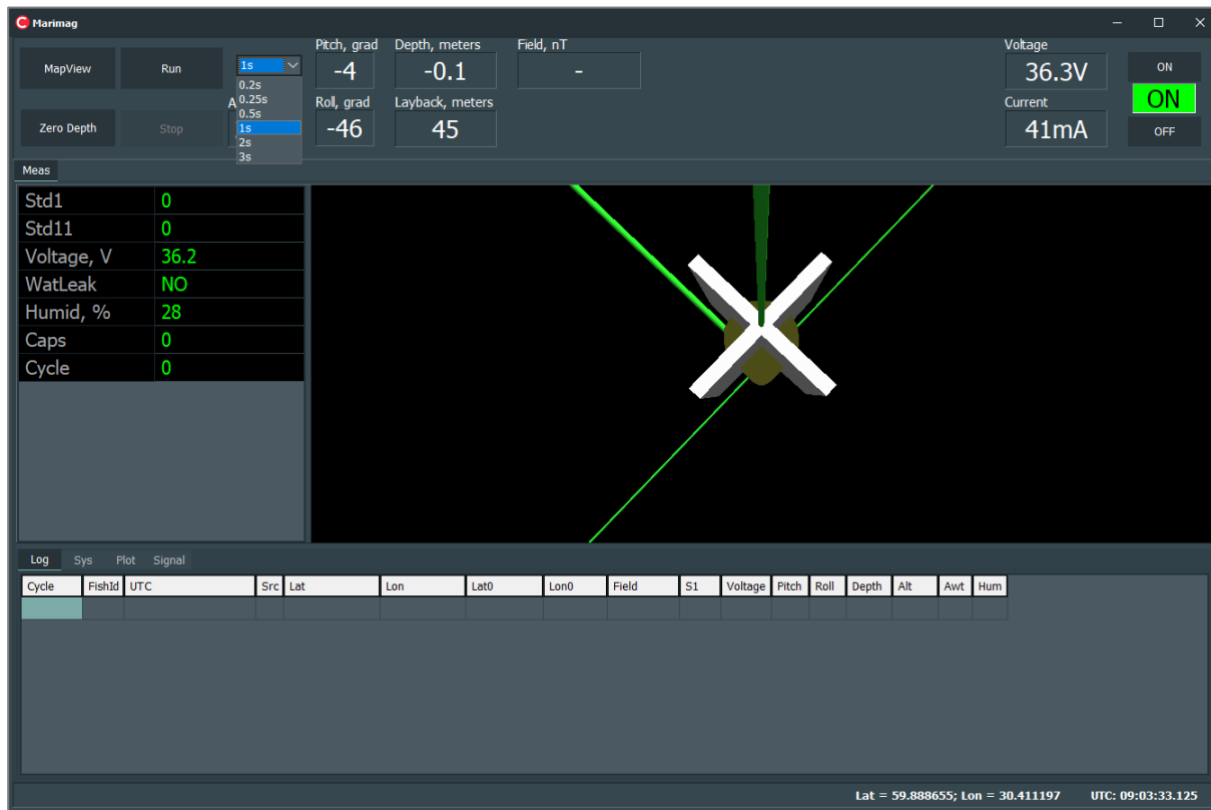 Marimag
MapView
Run
1s
0.2s
0.25s
0.5s
1s
2s
3s
Zero Depth
Stop
A
Pitch, grad
-4
Roll, grad
-46
Depth, meters
-0.1
Layback, meters
45
Field, nT
-
Voltage
36.3V
Current
41mA
ON
ON
OFF
Meas
Std1 0
Std11 0
Voltage, V 36.2
WatLeak NO
Humid, % 28
Caps 0
Cycle 0
Log Sys Plot Signal
Cycle FishId UTC Src Lat Lon Lat0 Lon0 Field S1 Voltage Pitch Roll Depth Alt Awt Hum
Lat = 59.888655; Lon = 30.411197 UTC: 09:03:33.125